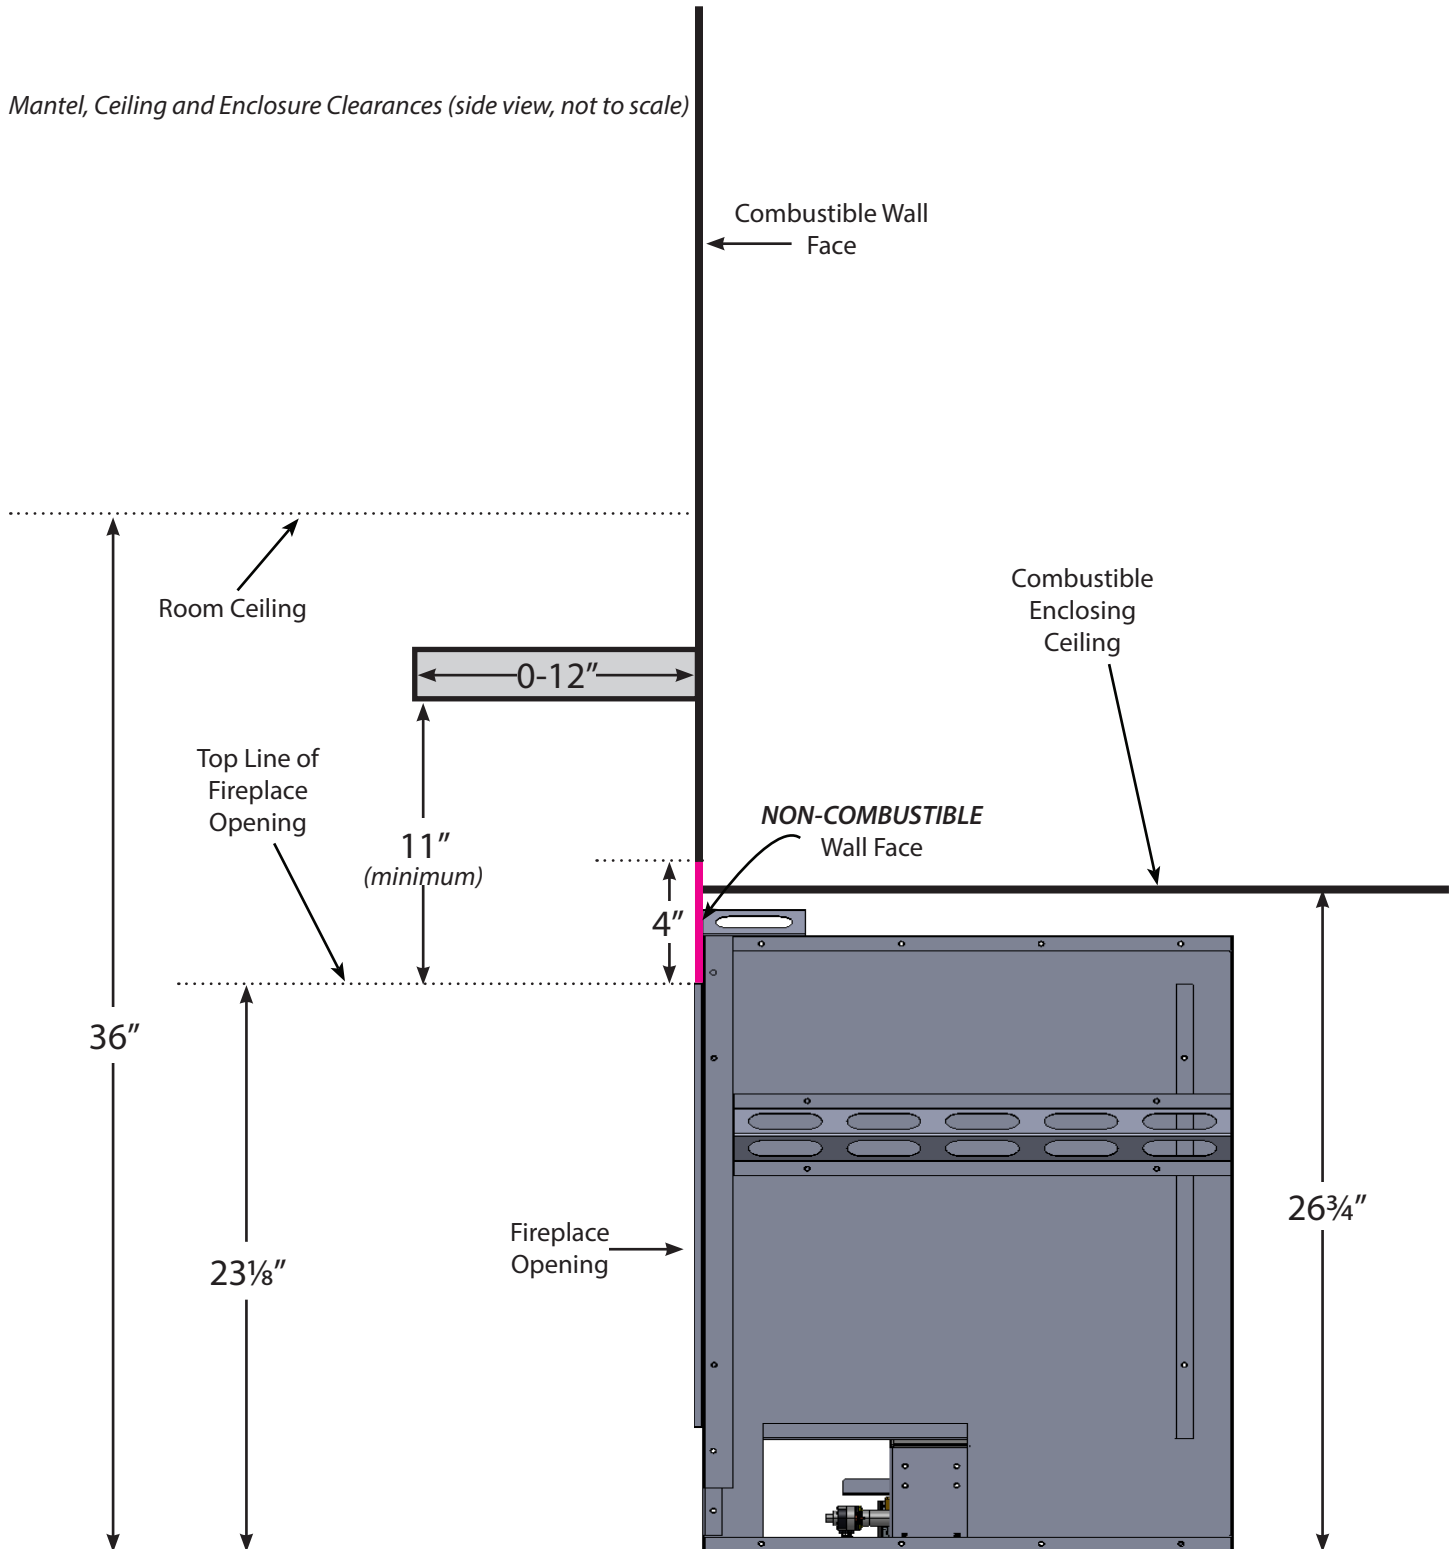 Mantel, Ceiling and Enclosure Clearances (side view, not to scale)
Combustible Wall
Face
Room Ceiling
Combustible
Enclosing
Ceiling
0-12″
Top Line of
Fireplace
Opening
11″
(minimum)
NON-COMBUSTIBLE
Wall Face
4″
36″
23⅛″
Fireplace
Opening
26¾″